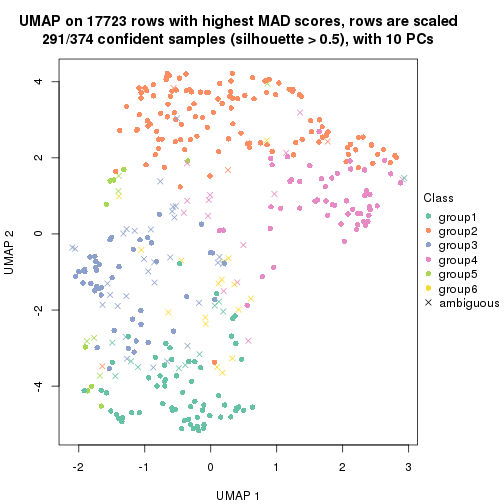 UMAP on 17723 rows with highest MAD scores, rows are scaled
291/374 confident samples (silhouette > 0.5), with 10 PCs
4
2
0
-2
-4
UMAP 2
-2 -1 0 1 2 3
UMAP 1
Class
group1
group2
group3
group4
group5
group6
ambiguous